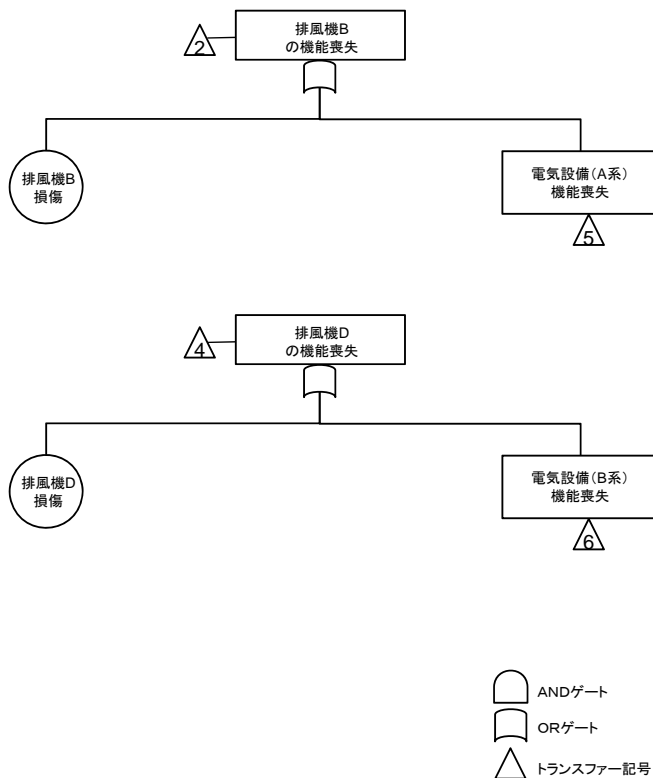 排風機B
の機能喪失
2
排風機B
損傷
電気設備(A系)
機能喪失
5
排風機D
の機能喪失
4
排風機D
損傷
電気設備(B系)
機能喪失
6
ANDゲート
ORゲート
トランスファー記号